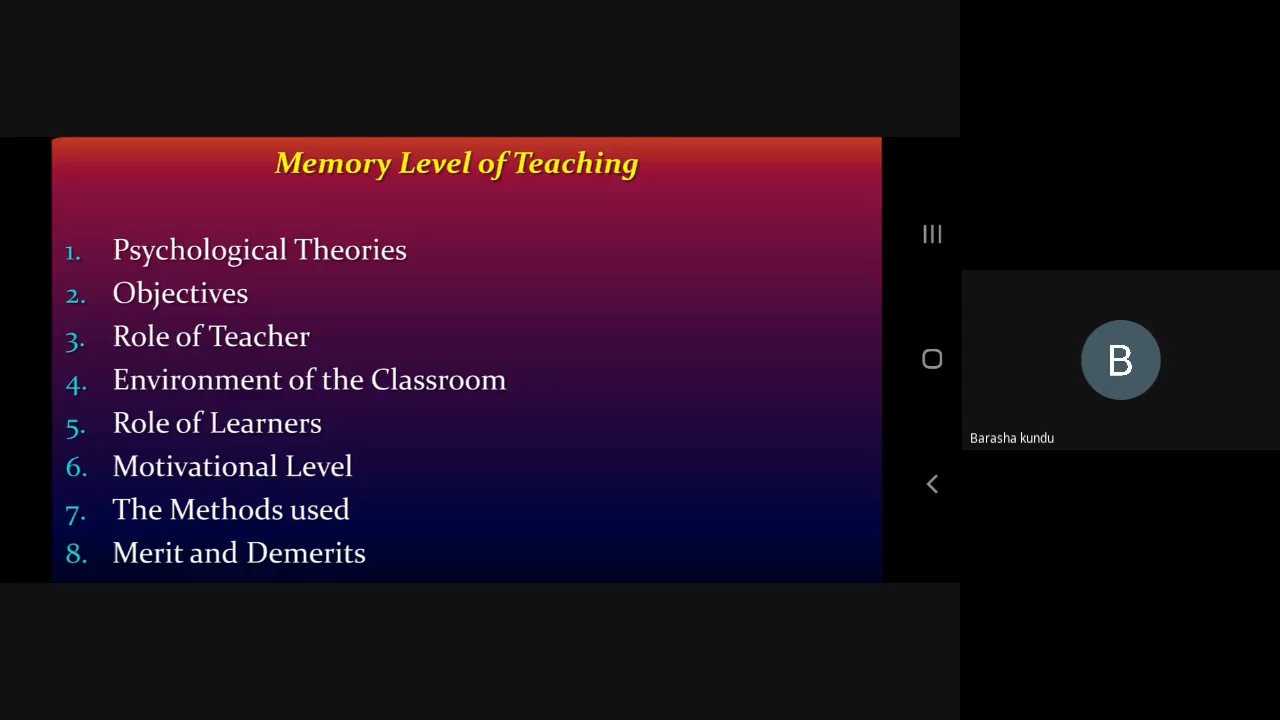 Memory Level of Teaching
1. Psychological Theories
2. Objectives
3. Role of Teacher
4. Environment of the Classroom
5. Role of Learners
6. Motivational Level
7. The Methods used
8. Merit and Demerits
B
Barasha kundu